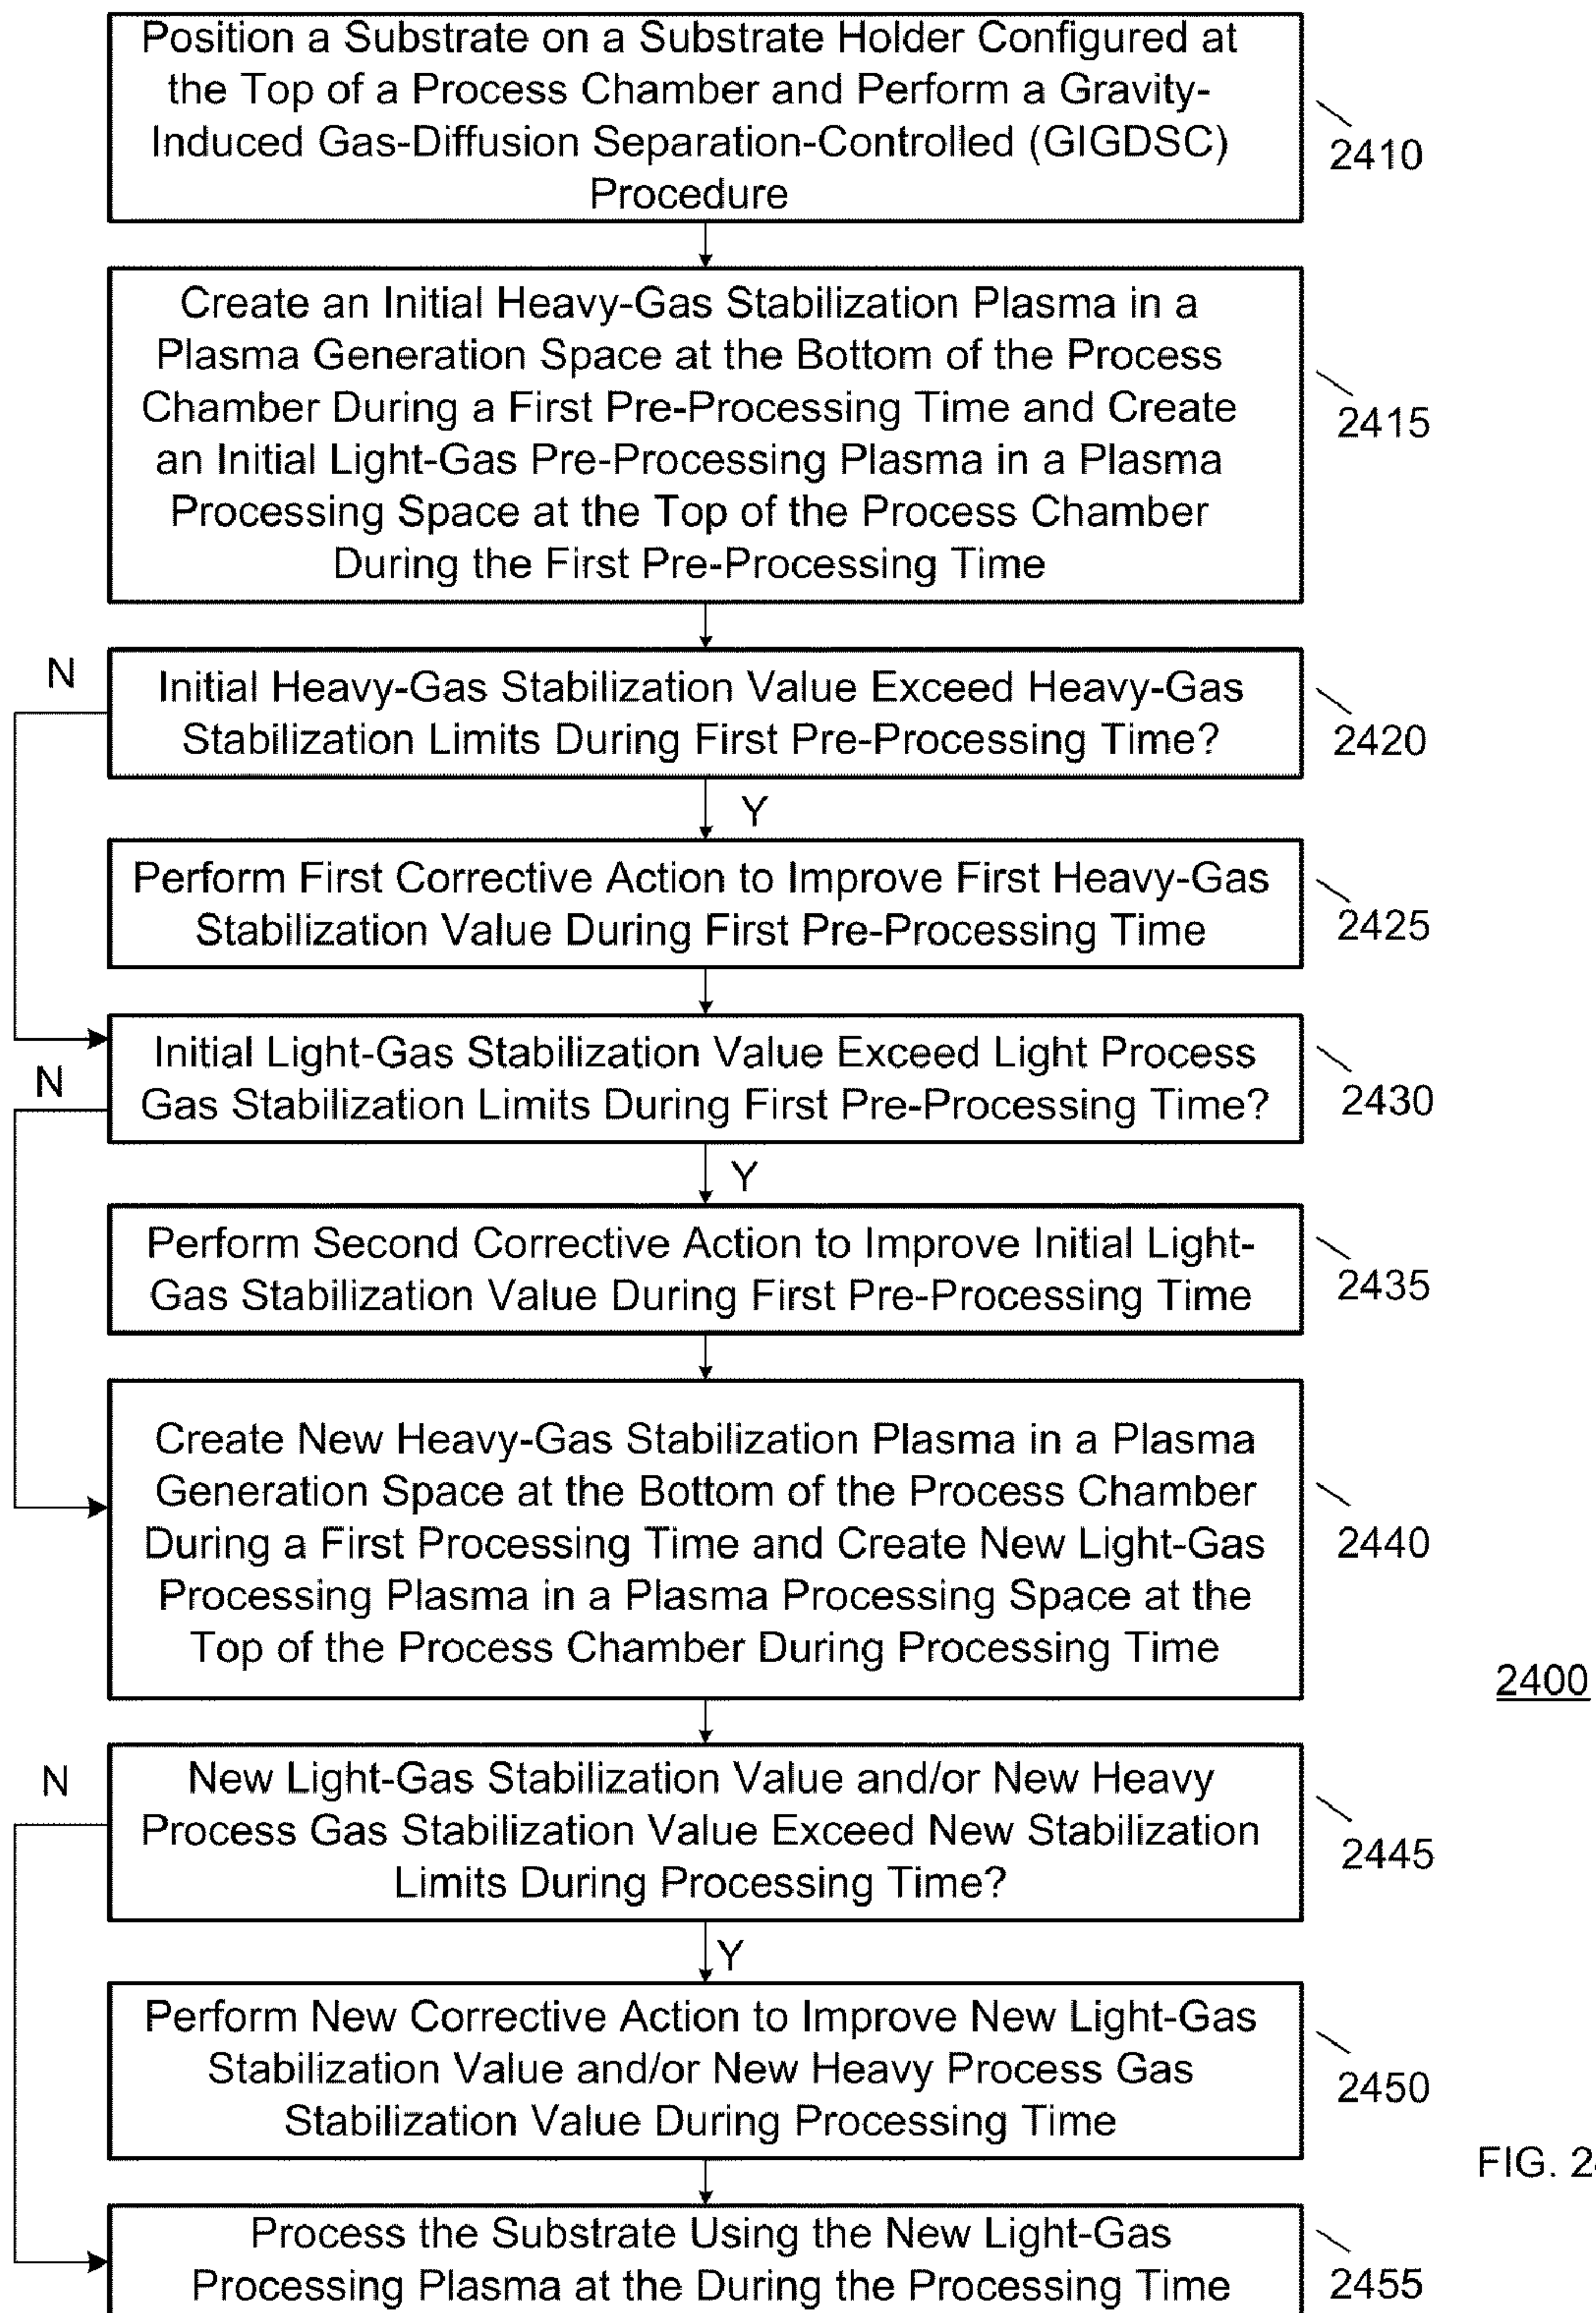 Position a Substrate on a Substrate Holder Configured at
the Top of a Process Chamber and Perform a Gravity-
Induced Gas-Diffusion Separation-Controlled (GIGDSC)
Procedure
2410
Create an Initial Heavy-Gas Stabilization Plasma in a
Plasma Generation Space at the Bottom of the Process
Chamber During a First Pre-Processing Time and Create
an Initial Light-Gas Pre-Processing Plasma in a Plasma
Processing Space at the Top of the Process Chamber
During the First Pre-Processing Time
2415
N
Initial Heavy-Gas Stabilization Value Exceed Heavy-Gas
Stabilization Limits During First Pre-Processing Time?
2420
Y
Perform First Corrective Action to Improve First Heavy-Gas
Stabilization Value During First Pre-Processing Time
2425
Initial Light-Gas Stabilization Value Exceed Light Process
Gas Stabilization Limits During First Pre-Processing Time?
2430
N
Y
Perform Second Corrective Action to Improve Initial Light-
Gas Stabilization Value During First Pre-Processing Time
2435
Create New Heavy-Gas Stabilization Plasma in a Plasma
Generation Space at the Bottom of the Process Chamber
During a First Processing Time and Create New Light-Gas
Processing Plasma in a Plasma Processing Space at the
Top of the Process Chamber During Processing Time
2440
2400
N
New Light-Gas Stabilization Value and/or New Heavy
Process Gas Stabilization Value Exceed New Stabilization
Limits During Processing Time?
2445
Y
Perform New Corrective Action to Improve New Light-Gas
Stabilization Value and/or New Heavy Process Gas
Stabilization Value During Processing Time
2450
FIG.
Process the Substrate Using the New Light-Gas
Processing Plasma at the During the Processing Time
2455